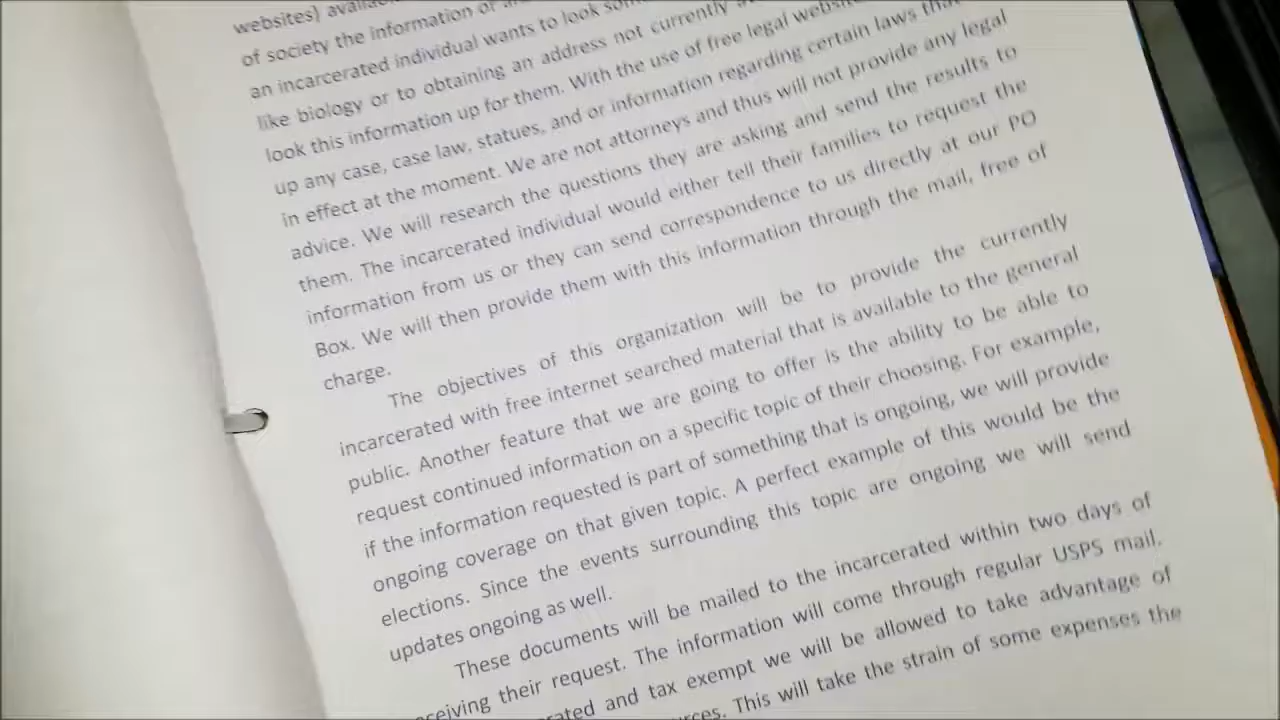 websites)
of society the information of
an incarcerated individual wants to look
like biology or to obtaining an address not currently
look this information up for them. With the use of free legal
up any case, case law, statues, and or information regarding certain laws
in effect at the moment. We are not attorneys and thus will not provide any legal
advice. We will research the questions they are asking and send the results to
them. The incarcerated individual would either tell their families to request the
information from us or they can send correspondence to us directly at our PO
Box. We will then provide them with this information through the mail, free of
charge.
The objectives of this organization will be to provide the currently
incarcerated with free internet searched material that is available to the general
public. Another feature that we are going to offer is the ability to be able to
request continued information on a specific topic of their choosing. For example,
if the information requested is part of something that is ongoing, we will provide
ongoing coverage on that given topic. A perfect example of this would be the
elections. Since the events surrounding this topic are ongoing we will send
updates ongoing as well.
These documents will be mailed to the incarcerated within two days of
their request. The information will come through regular USPS mail.
and tax exempt we will be allowed to take advantage of
This will take the strain of some expenses the